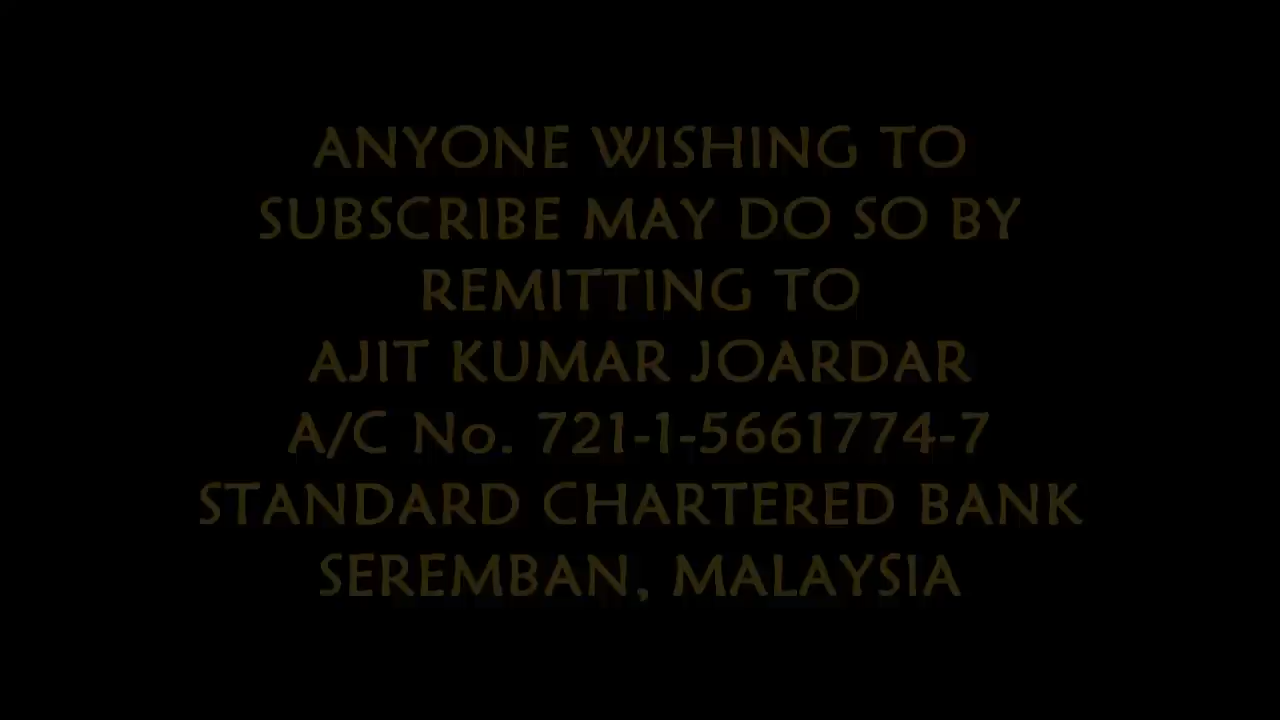 ANYONE WISHING TO
SUBSCRIBE MAY DO SO BY
REMITTING TO
AJIT KUMAR JOARDAR
A/C No. 721-1-5661774-7
STANDARD CHARTERED BANK
SEREMBAN, MALAYSIA